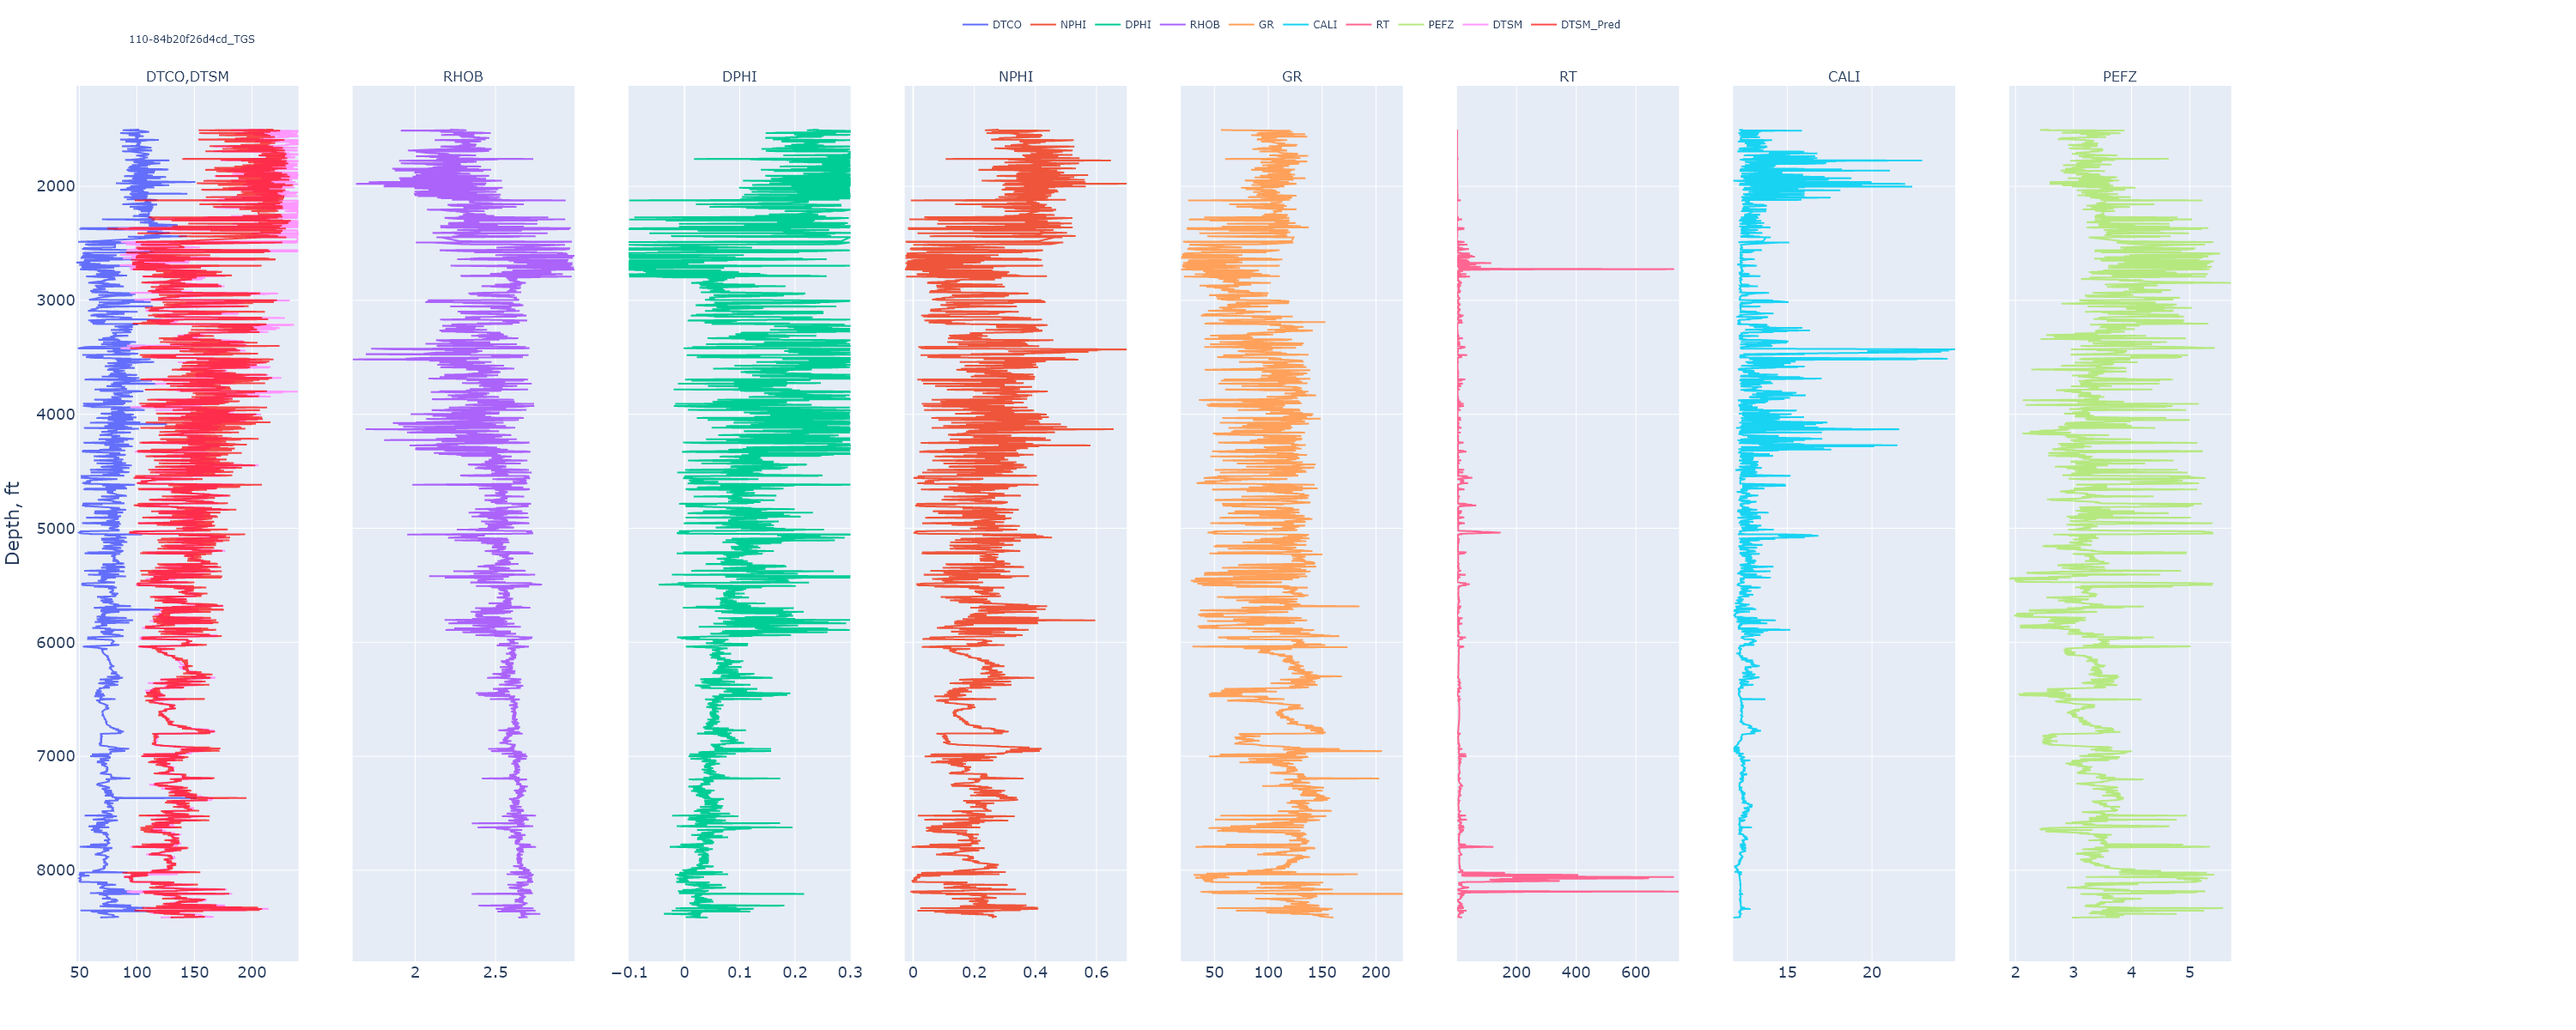 DTCO NPHI DPHI RHOB GR CALI RT PEFZ DTSM DTSM_Pred
110-84b20f26d4cd_TGS
DTCO,DTSM RHOB DPHI NPHI GR RT CALI PEFZ
2000
3000
4000
5000
6000
7000
8000
Depth, ft
50 100 150 200 2 2.5 −0.1 0 0.1 0.2 0.3 0 0.2 0.4 0.6 50 100 150 200 200 400 600 15 20 2 3 4 5